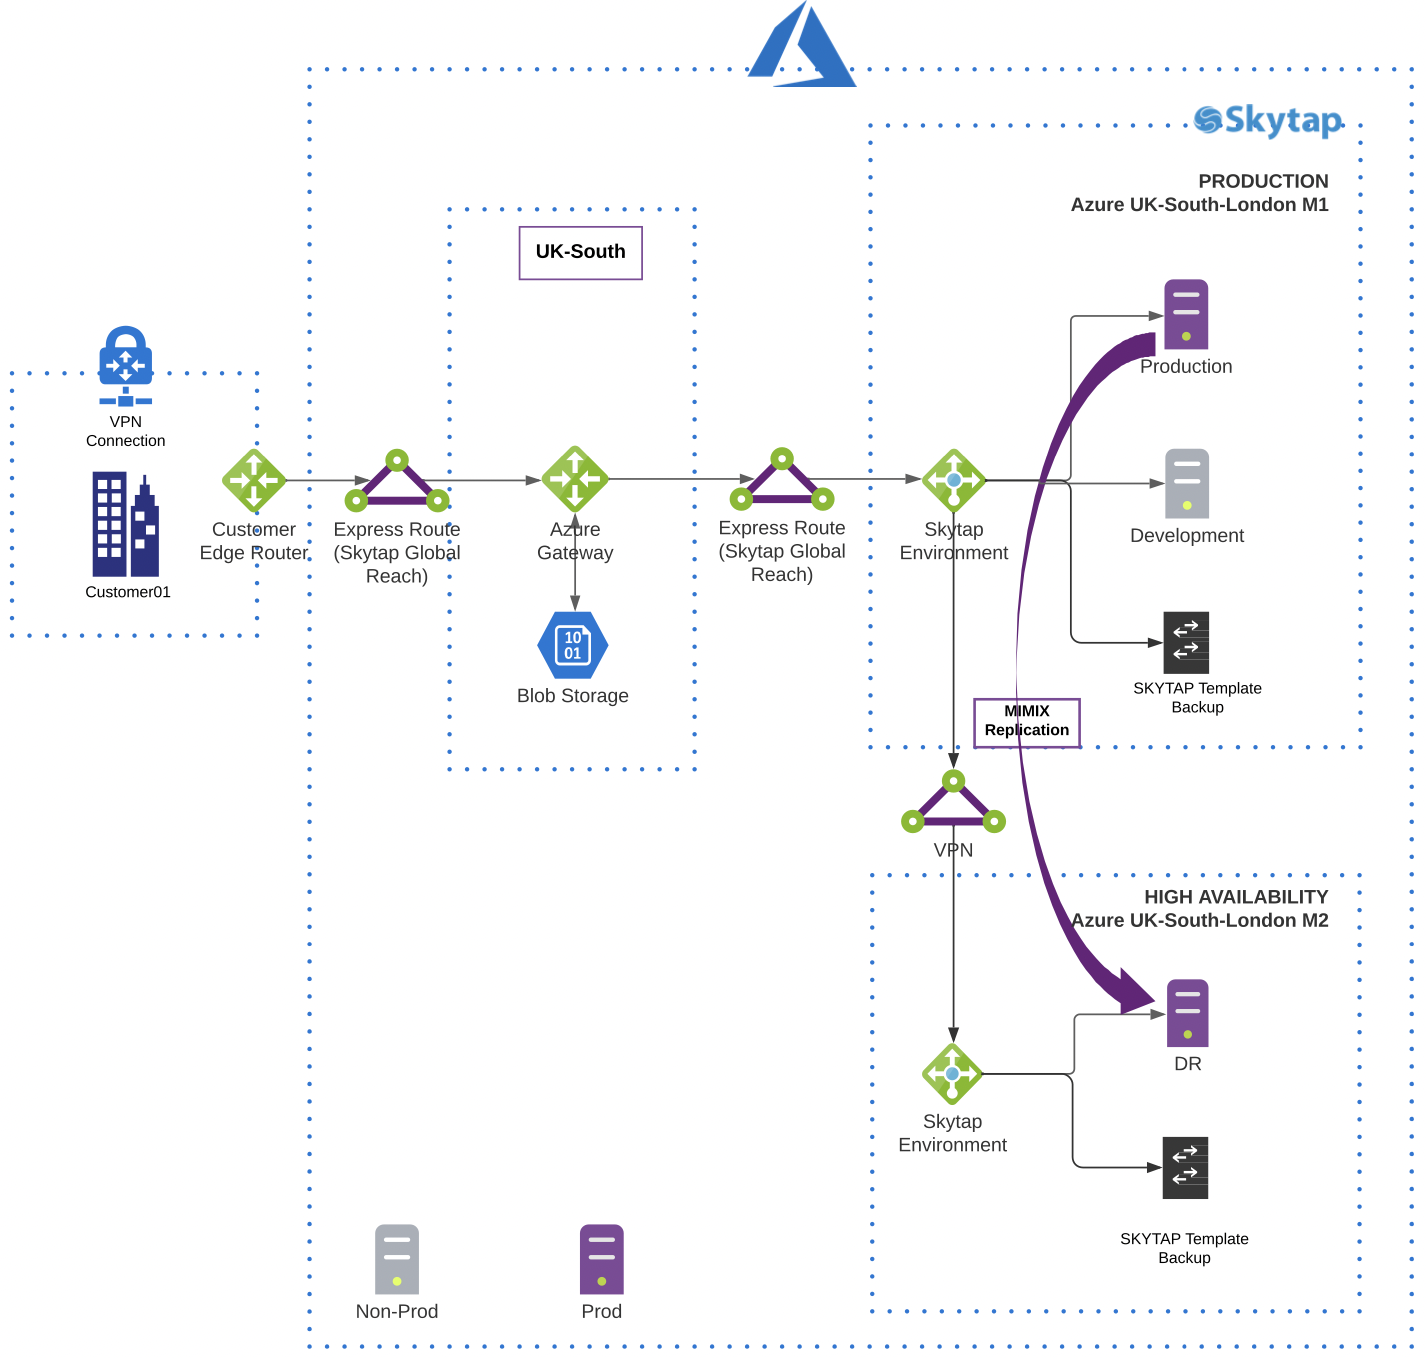 Skytap
PRODUCTION
Azure UK-South-London M1
UK-South
Production
VPN
Connection
Customer01
Customer
Edge Router
Express Route
(Skytap Global
Reach)
Azure
Gateway
10
01
Blob Storage
Express Route
(Skytap Global
Reach)
Skytap
Environment
Development
SKYTAP Template
Backup
MIMIX
Replication
VPN
HIGH AVAILABILITY
Azure UK-South-London M2
DR
Skytap
Environment
SKYTAP Template
Backup
Non-Prod
Prod